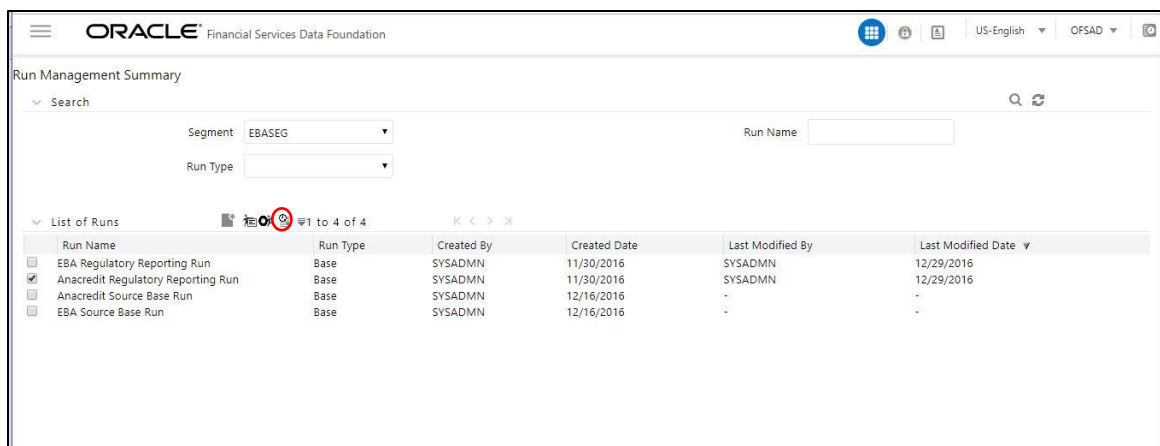 ORACLE® Financial Services Data Foundation US-English OFSAD
Run Management Summary
Search
Segment EBASEG Run Name
Run Type
List of Runs 1 to 4 of 4
Run Name Run Type Created By Created Date Last Modified By Last Modified Date
EBA Regulatory Reporting Run Base SYSADMN 11/30/2016 SYSADMN 12/29/2016
Anacredit Regulatory Reporting Run Base SYSADMN 11/30/2016 SYSADMN 12/29/2016
Anacredit Source Base Run Base SYSADMN 12/16/2016 - -
EBA Source Base Run Base SYSADMN 12/16/2016 - -